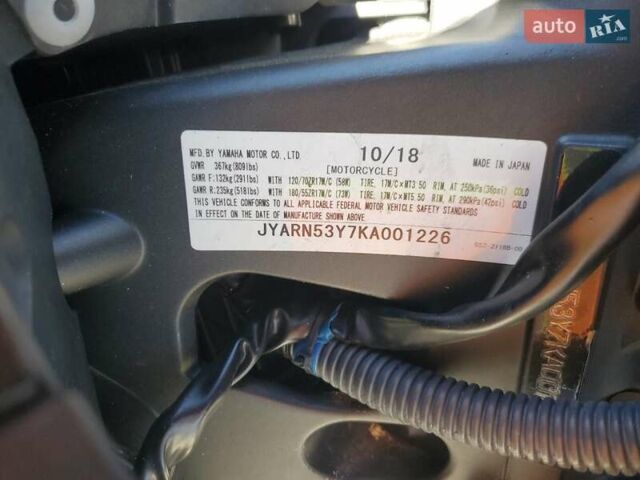 auto RIA .com
MFD.BY YAMAHA MOTOR CO.,LTD 10/18 MADE IN JAPAN
GVWR 367kg(809lbs) [MOTORCYCLE]
GAWR F:132kg(291lbs) WITH 120/70ZR17M/C (58W) TIRE, 17M/C×MT3.50 RIM, AT 250kPa(36psi) COLD
GAWR R:235kg(518lbs) WITH 180/55ZR17M/C (73W) TIRE, 17M/C×MT5.50 RIM, AT 290kPa(42psi) COLD
THIS VEHICLE CONFORMS TO ALL APPLICABLE FEDERAL MOTOR VEHICLE SAFETY STANDARDS
IN EFFECT ON THE DATE OF MANUFACTURE SHOWN ABOVE
JYARN53Y7KA001226
53Y7KA00